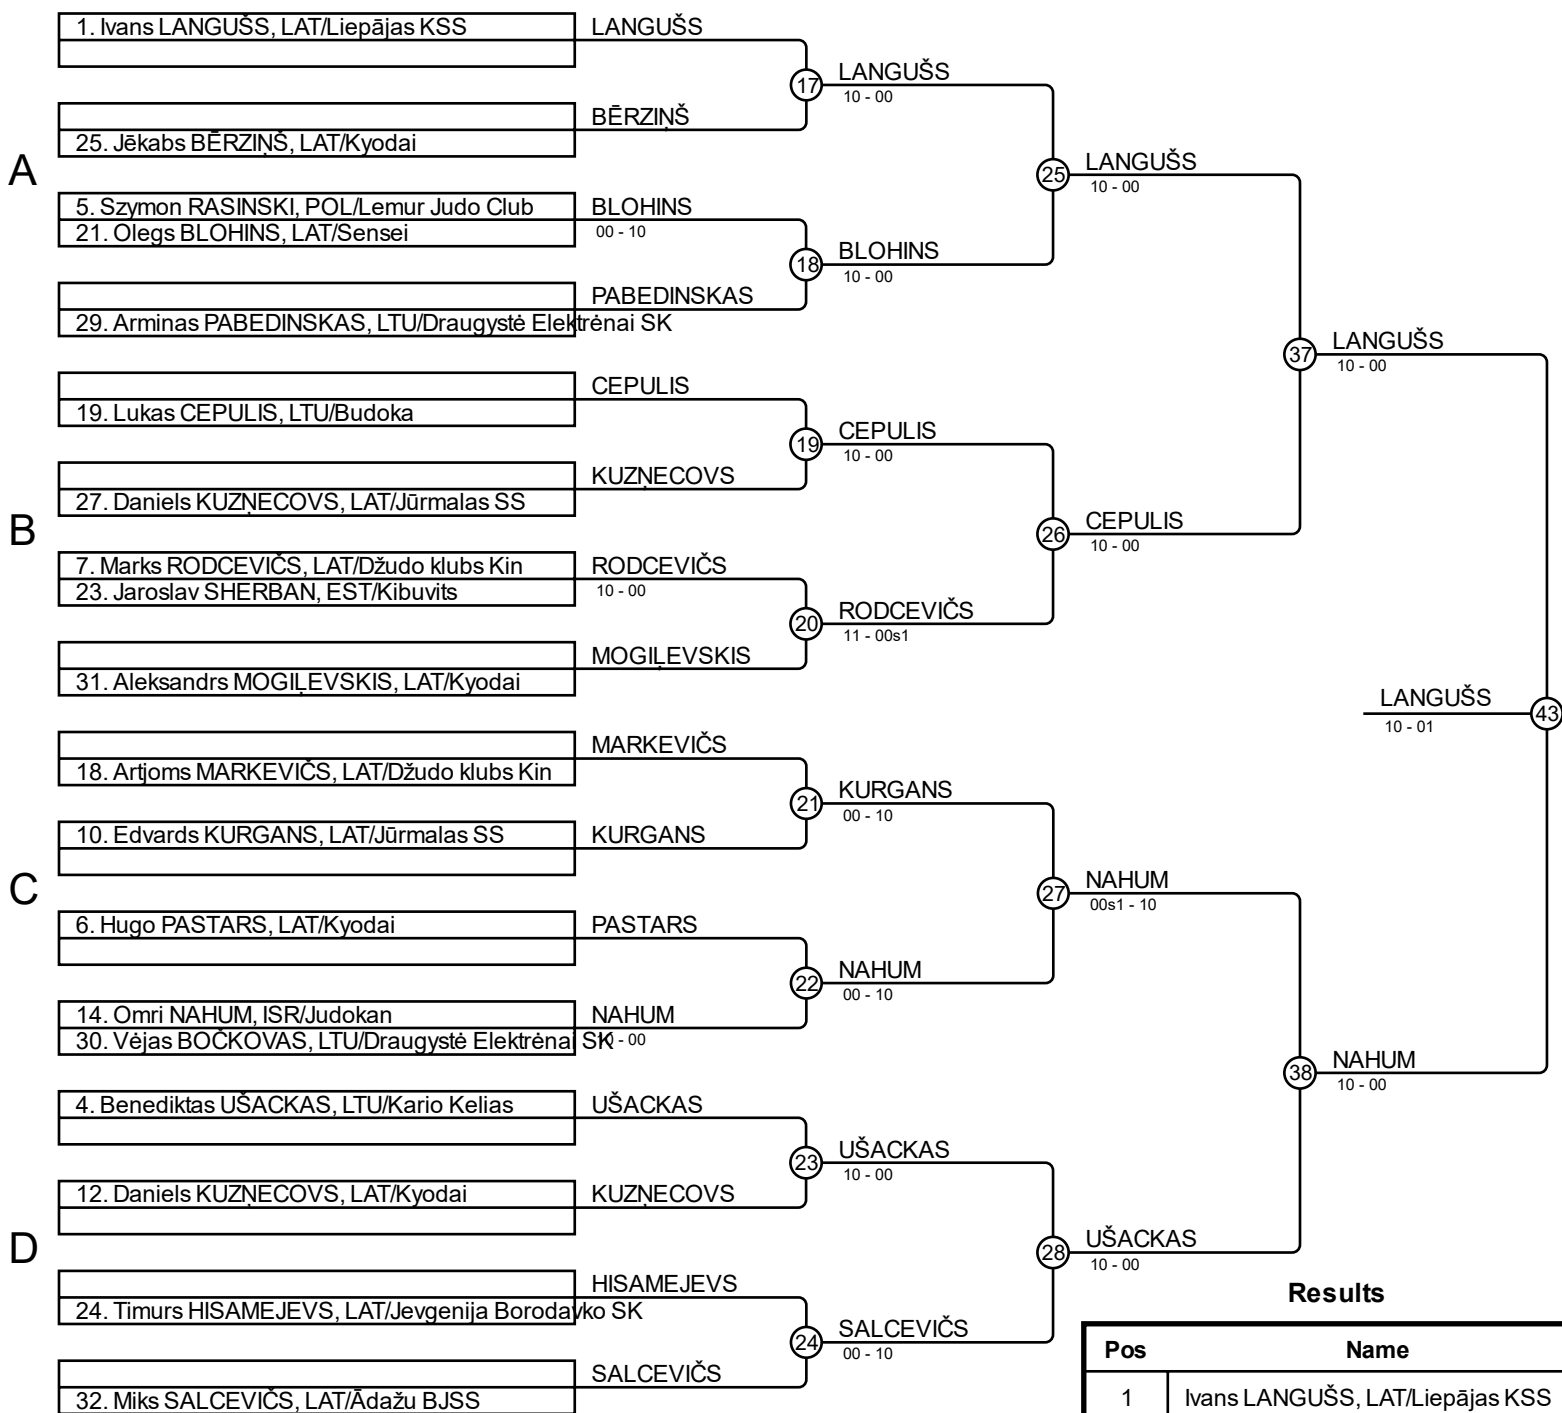 1. Ivans LANGUŠS, LAT/Liepājas KSS
LANGUŠS
17
LANGUŠS
10 - 00
BĒRZIŅŠ
25. Jēkabs BĒRZIŅŠ, LAT/Kyodai
A
25
LANGUŠS
10 - 00
5. Szymon RASINSKI, POL/Lemur Judo Club
21. Olegs BLOHINS, LAT/Sensei
BLOHINS
00 - 10
18
BLOHINS
10 - 00
PABEDINSKAS
29. Arminas PABEDINSKAS, LTU/Draugystė Elektrėnai SK
37
LANGUŠS
10 - 00
CEPULIS
19. Lukas CEPULIS, LTU/Budoka
19
CEPULIS
10 - 00
KUZŅECOVS
27. Daniels KUZŅECOVS, LAT/Jūrmalas SS
B
26
CEPULIS
10 - 00
7. Marks RODCEVIČS, LAT/Džudo klubs Kin
23. Jaroslav SHERBAN, EST/Kibuvits
RODCEVIČS
10 - 00
20
RODCEVIČS
11 - 00s1
MOGIĻEVSKIS
31. Aleksandrs MOGIĻEVSKIS, LAT/Kyodai
LANGUŠS
10 - 01
43
MARKEVIČS
18. Artjoms MARKEVIČS, LAT/Džudo klubs Kin
21
KURGANS
00 - 10
10. Edvards KURGANS, LAT/Jūrmalas SS
KURGANS
C
27
NAHUM
00s1 - 10
6. Hugo PASTARS, LAT/Kyodai
PASTARS
22
NAHUM
00 - 10
14. Omri NAHUM, ISR/Judokan
NAHUM
30. Vėjas BOČKOVAS, LTU/Draugystė Elektrėnai SK
10 - 00
38
NAHUM
10 - 00
4. Benediktas UŠACKAS, LTU/Kario Kelias
UŠACKAS
23
UŠACKAS
10 - 00
12. Daniels KUZŅECOVS, LAT/Kyodai
KUZŅECOVS
D
28
UŠACKAS
10 - 00
HISAMEJEVS
24. Timurs HISAMEJEVS, LAT/Jevgenija Borodavko SK
24
SALCEVIČS
00 - 10
SALCEVIČS
32. Miks SALCEVIČS, LAT/Ādažu BJSS
Results
Pos Name
1 Ivans LANGUŠS, LAT/Liepājas KSS